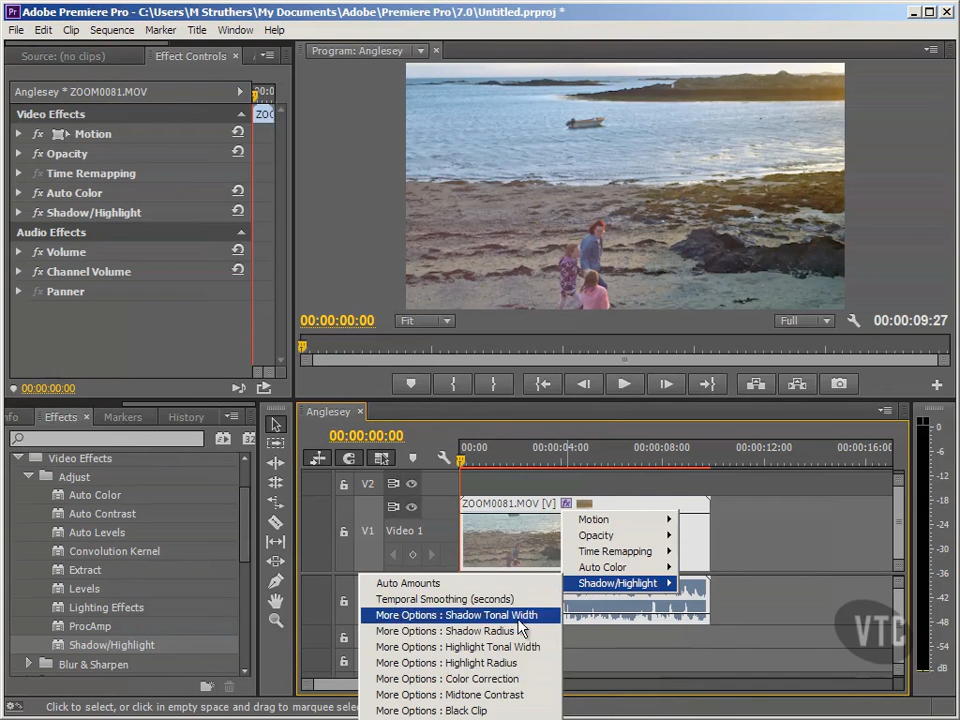 Adobe Premiere Pro - C:\Users\M Struthers\My Documents\Adobe\Premiere Pro\7.0\Untitled.prproj *
File Edit Clip Sequence Marker Title Window Help
Source: (no clips) Effect Controls
Program: Anglesey
Anglesey * ZOOM0081.MOV
00:0
Video Effects
ZOO
fx Motion
fx Opacity
fx Time Remapping
fx Auto Color
fx Shadow/Highlight
Audio Effects
fx Volume
fx Channel Volume
fx Panner
00:00:00:00
00:00:00:00 Fit Full 00:00:09:27
nfo Effects Markers History
32
Video Effects
Adjust
Auto Color
Auto Contrast
Auto Levels
Convolution Kernel
Extract
Levels
Lighting Effects
ProcAmp
Shadow/Highlight
Blur & Sharpen
Anglesey
00:00:00:00
00:00 00:00:04:00 00:00:08:00 00:00:12:00 00:00:16:00
V2
ZOOM0081.MOV [V] fx
V1 Video 1
Motion
Opacity
Time Remapping
Auto Color
Shadow/Highlight
Auto Amounts
Temporal Smoothing (seconds)
More Options : Shadow Tonal Width
More Options : Shadow Radius
More Options : Highlight Tonal Width
More Options : Highlight Radius
More Options : Color Correction
More Options : Midtone Contrast
More Options : Black Clip
0
-6
-12
-18
-24
-30
-36
-42
-48
-54
dB
VTC
Click to select, or click in empty space and drag to marquee selec